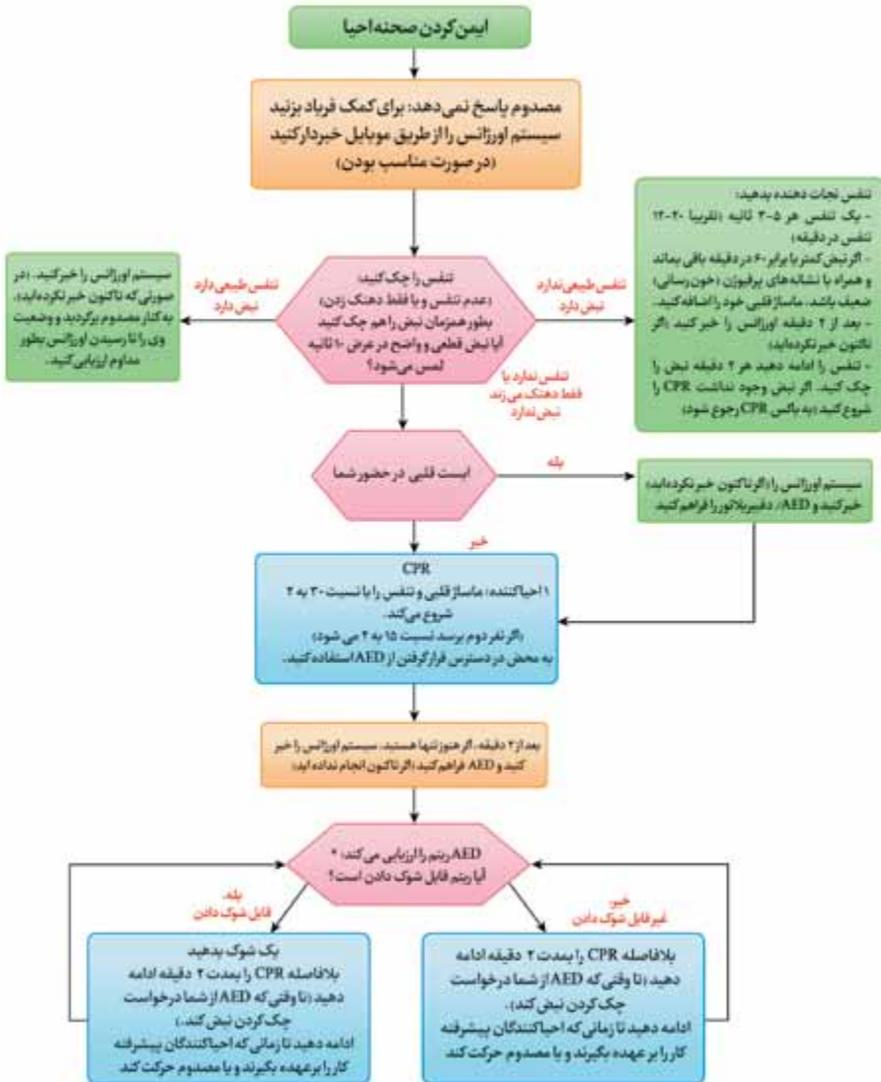 ایمن کردن صحنه احیا
مصدوم پاسخ نمی‌دهد: برای کمک فریاد بزنید
سیستم اورژانس را از طریق موبایل خبردار کنید
(در صورت مناسب بودن)
تنفس نجات دهنده بدهید:
- یک تنفس هر ۵-۳ ثانیه (تقریبا ۲۰-۱۲
تنفس در دقیقه)
- اگر نبض کمتر یا برابر ۶۰ در دقیقه باقی بماند
و همراه با نشانه‌های پرفیوژن (خون رسانی)
ضعیف باشد، ماساژ قلبی خود را اضافه کنید.
- بعد از ۲ دقیقه اورژانس را خبر کنید (اگر
تاکنون خبر نکرده‌اید)
- تنفس را ادامه دهید هر ۲ دقیقه نبض را
چک کنید. اگر نبض وجود نداشت CPR را
شروع کنید (به باکس CPR رجوع شود)
تنفس طبیعی ندارد
نبض دارد
تنفس را چک کنید:
(عدم تنفس و یا فقط دهنک زدن)
بطور همزمان نبض را هم چک کنید
آیا نبض قطعی و واضح در عرض ۱۰ ثانیه
لمس می‌شود؟
تنفس طبیعی دارد
نبض دارد
سیستم اورژانس را خبر کنید. (در
صورتی که تاکنون خبر نکرده‌اید).
به کنار مصدوم برگردید و وضعیت
وی را تا رسیدن اورژانس بطور
مداوم ارزیابی کنید.
تنفس ندارد یا
فقط دهنک می‌زند
نبض ندارد
ایست قلبی در حضور شما
بله
سیستم اورژانس را (اگر تاکنون خبر نکرده‌اید)
خبر کنید و AED/ دفیبریلاتور را فراهم کنید.
خیر
CPR
۱ احیاکننده: ماساژ قلبی و تنفس را با نسبت ۳۰ به ۲
شروع می‌کند.
(اگر نفر دوم برسد نسبت ۱۵ به ۲ می شود)
به محض در دسترس قرار گرفتن از AED استفاده کنید.
بعد از ۲ دقیقه، اگر هنوز تنها هستید، سیستم اورژانس را خبر
کنید و AED فراهم کنید (اگر تاکنون انجام نداده اید)
AED ریتم را ارزیابی می‌کند: *
آیا ریتم قابل شوک دادن است؟
خیر،
غیر قابل شوک دادن
بله،
قابل شوک دادن
بلافاصله CPR را بمدت ۲ دقیقه ادامه
دهید (تا وقتی که AED از شما درخواست
چک کردن نبض کند).
ادامه دهید تا زمانی که احیاکنندگان پیشرفته
کار را بر عهده بگیرند و یا مصدوم حرکت کند
یک شوک بدهید
بلافاصله CPR را بمدت ۲ دقیقه ادامه
دهید (تا وقتی که AED از شما درخواست
چک کردن نبض کند.)
ادامه دهید تا زمانی که احیاکنندگان پیشرفته
کار را بر عهده بگیرند و یا مصدوم حرکت کند